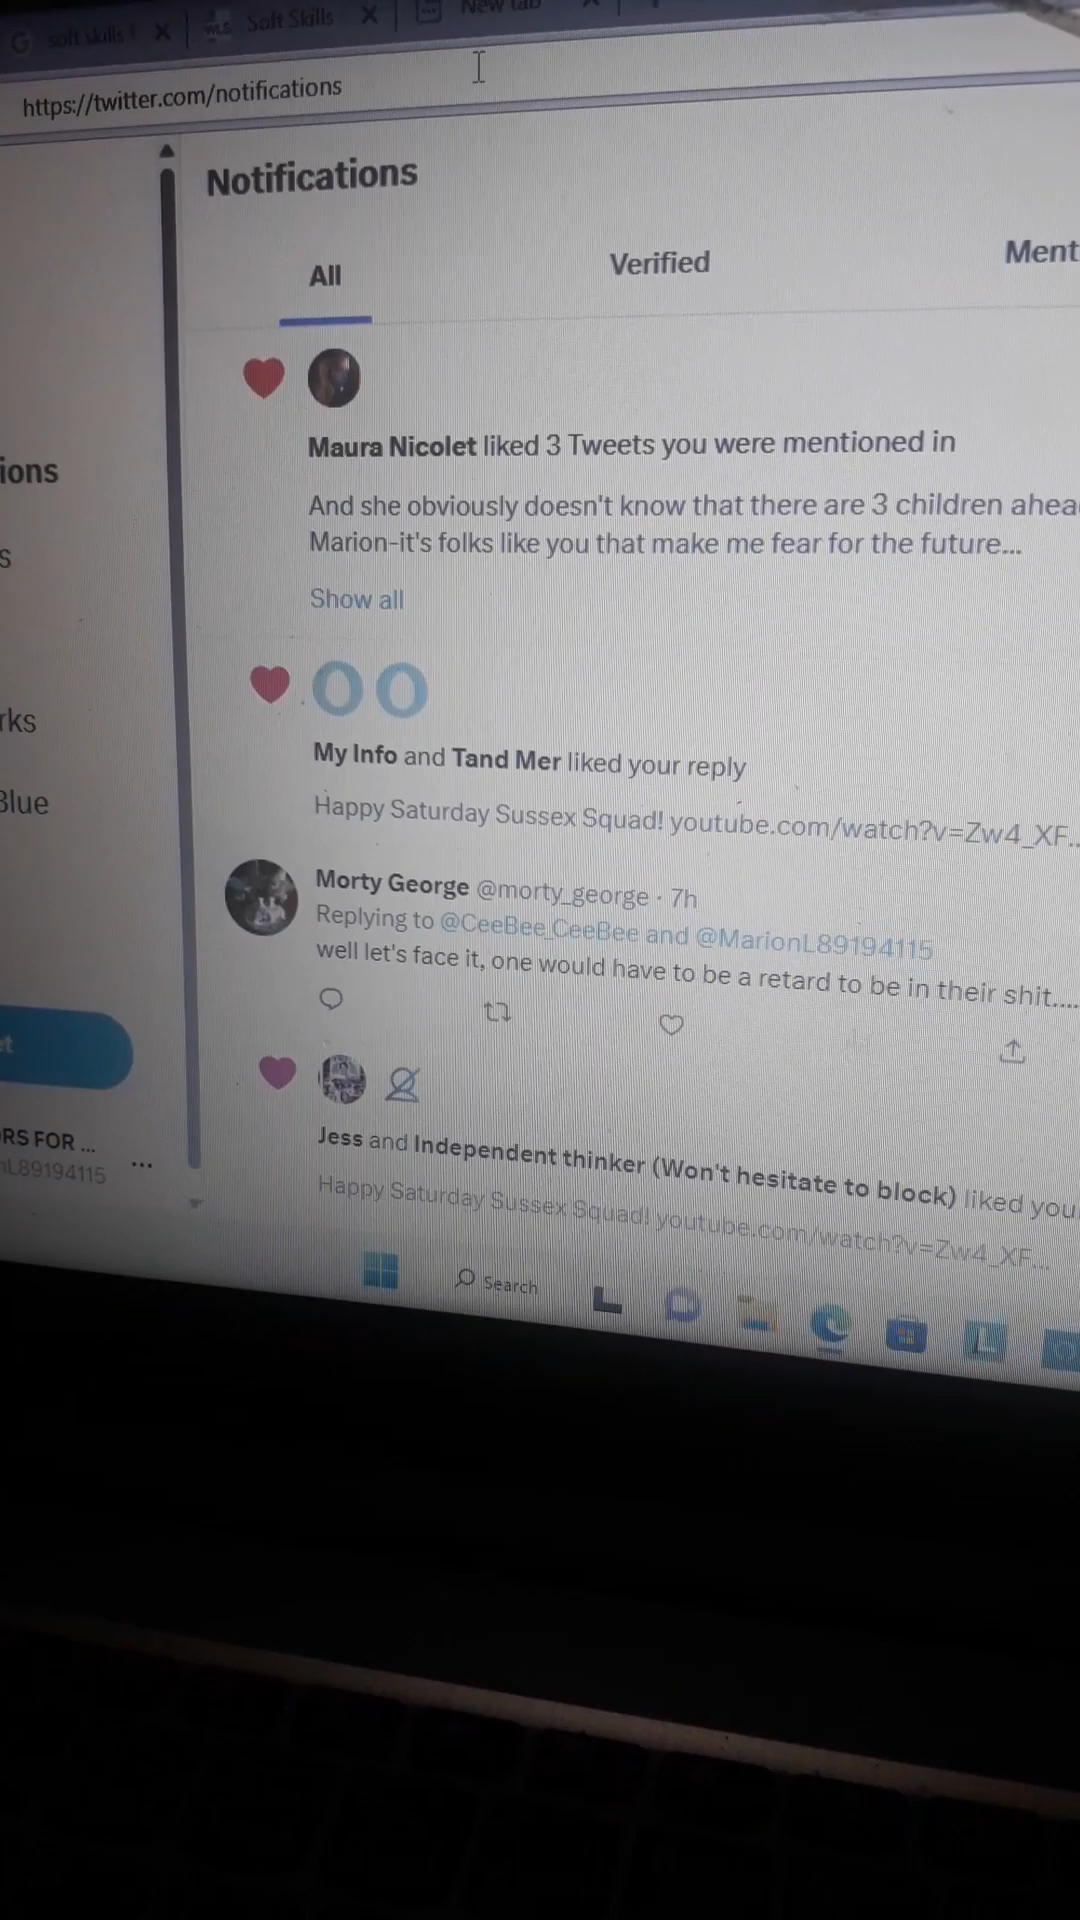 soft skills
Soft Skills
New tab
https://twitter.com/notifications
Notifications
All
Verified
Ment
Maura Nicolet liked 3 Tweets you were mentioned in
And she obviously doesn't know that there are 3 children ahea
Marion-it's folks like you that make me fear for the future...
Show all
ions
s
rks
Blue
My Info and Tand Mer liked your reply
Happy Saturday Sussex Squad! youtube.com/watch?v=Zw4_XF...
Morty George @morty_george · 7h
Replying to @CeeBee_CeeBee and @MarionL89194115
well let's face it, one would have to be a retard to be in their shit....
et
Jess and Independent thinker (Won't hesitate to block) liked you
Happy Saturday Sussex Squad! youtube.com/watch?v=Zw4_XF...
RS FOR ...
nL89194115
...
Search